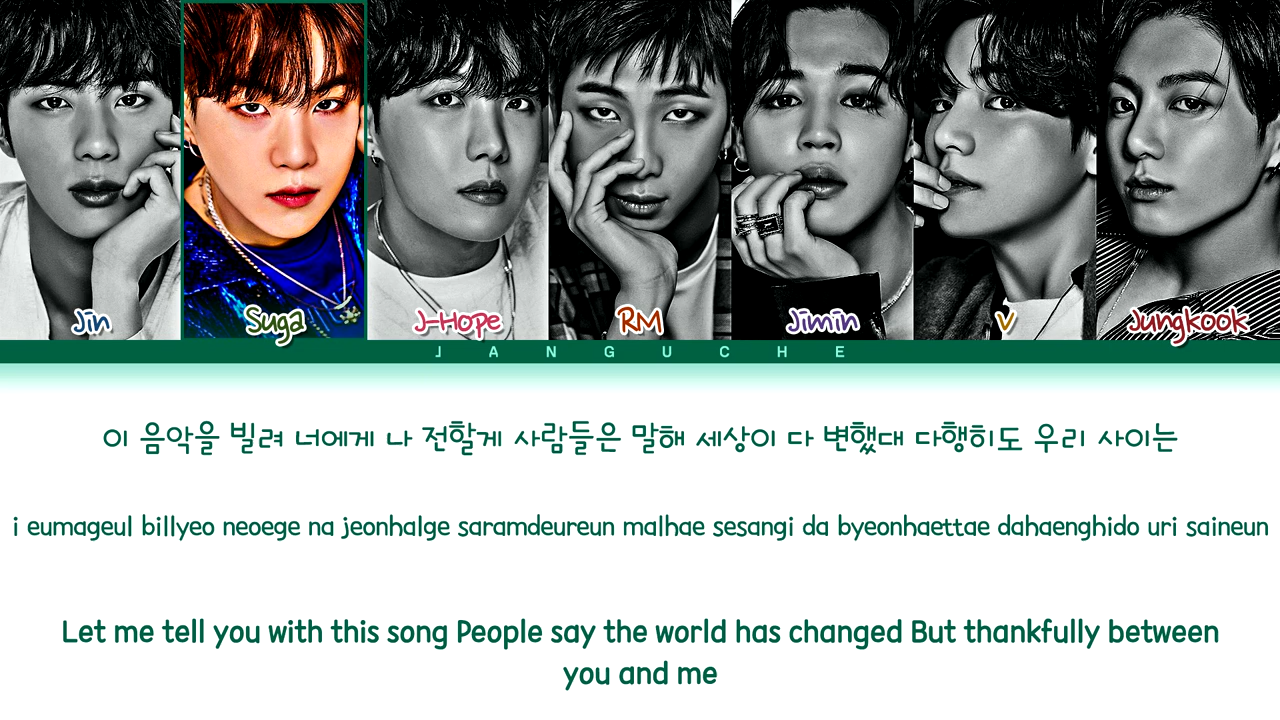 Jin Suga J-Hope RM Jimin V Jungkook
JANGUCHE
이 음악을 빌려 너에게 나 전할게 사람들은 말해 세상이 다 변했대 다행히도 우리 사이는
i eumageul billyeo neoege na jeonhalge saramdeureun malhae sesangi da byeonhaettae dahaenghido uri saineun
Let me tell you with this song People say the world has changed But thankfully between
you and me